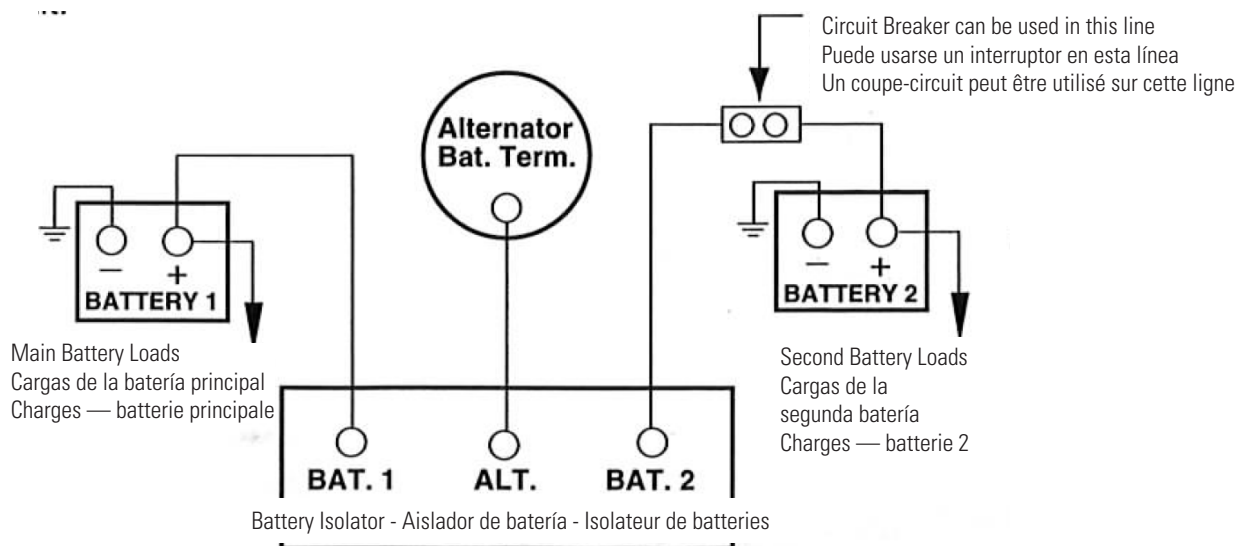 Circuit Breaker can be used in this line
Puede usarse un interruptor en esta línea
Un coupe-circuit peut être utilisé sur cette ligne
Alternator
Bat. Term.
–
+
BATTERY 1
–
+
BATTERY 2
Main Battery Loads
Cargas de la batería principal
Charges — batterie principale
Second Battery Loads
Cargas de la
segunda batería
Charges — batterie 2
BAT. 1
ALT.
BAT. 2
Battery Isolator - Aislador de batería - Isolateur de batteries